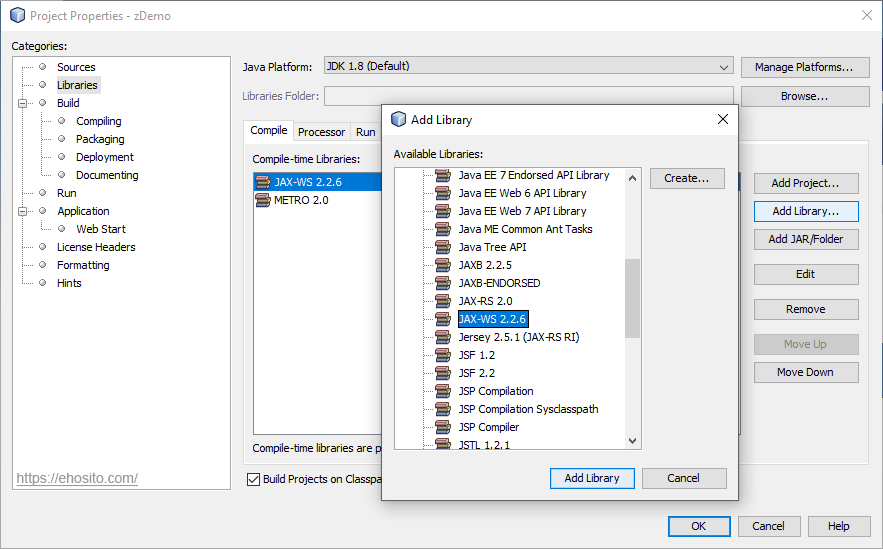 Project Properties - zDemo
Categories:
Sources
Libraries
Build
Compiling
Packaging
Deployment
Documenting
Run
Application
Web Start
License Headers
Formatting
Hints
https://ehosito.com/
Java Platform:
JDK 1.8 (Default)
Manage Platforms...
Libraries Folder:
Browse...
Compile
Processor
Run
Compile-time Libraries:
JAX-WS 2.2.6
METRO 2.0
Compile-time libraries are p
Build Projects on Classpa
Add Library
Available Libraries:
Java EE 7 Endorsed API Library
Java EE Web 6 API Library
Java EE Web 7 API Library
Java ME Common Ant Tasks
Java Tree API
JAXB 2.2.5
JAXB-ENDORSED
JAX-RS 2.0
JAX-WS 2.2.6
Jersey 2.5.1 (JAX-RS RI)
JSF 1.2
JSF 2.2
JSP Compilation
JSP Compilation Sysclasspath
JSP Compiler
JSTL 1.2.1
Create...
Add Library
Cancel
Add Project...
Add Library...
Add JAR/Folder
Edit
Remove
Move Up
Move Down
OK
Cancel
Help